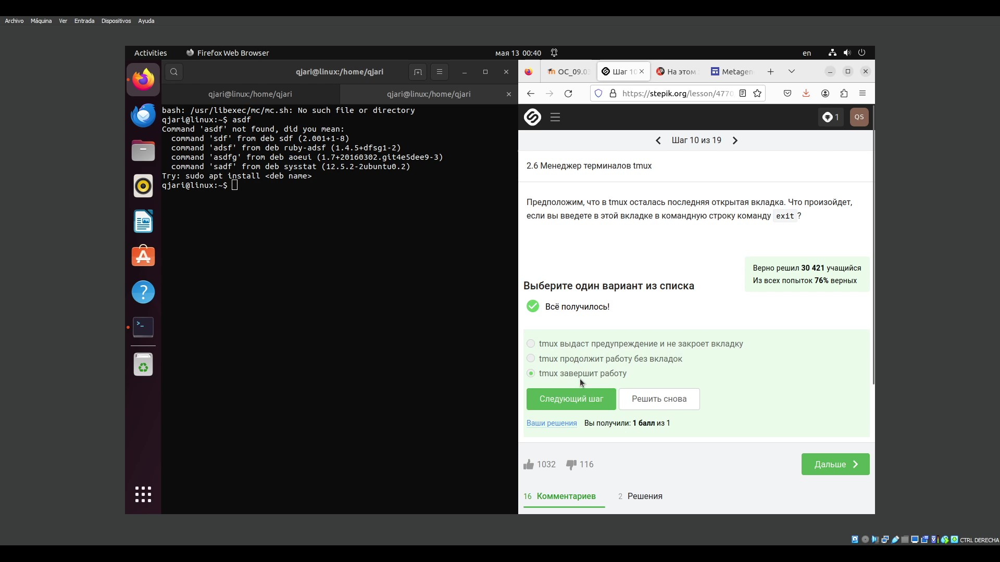 Archivo Máquina Ver Entrada Dispositivos Ayuda
Activities Firefox Web Browser мая 13 00:40 en
qjari@linux:/home/qjari
qjari@linux:/home/qjari qjari@linux:/home/qjari
bash: /usr/libexec/mc/mc.sh: No such file or directory
qjari@linux:~$ asdf
Command 'asdf' not found, did you mean:
command 'sdf' from deb sdf (2.001+1-8)
command 'adsf' from deb ruby-adsf (1.4.5+dfsg1-2)
command 'asdfg' from deb aoeui (1.7+20160302.git4e5dee9-3)
command 'sadf' from deb sysstat (12.5.2-2ubuntu0.2)
Try: sudo apt install <deb name>
qjari@linux:~$
ОС_09.03 Шаг 10 На этом Metagen
https://stepik.org/lesson/4770
1 QS
Шаг 10 из 19
2.6 Менеджер терминалов tmux
Предположим, что в tmux осталась последняя открытая вкладка. Что произойдет,
если вы введете в этой вкладке в командную строку команду exit ?
Верно решил 30 421 учащийся
Из всех попыток 76% верных
Выберите один вариант из списка
Всё получилось!
tmux выдаст предупреждение и не закроет вкладку
tmux продолжит работу без вкладок
tmux завершит работу
Следующий шаг Решить снова
Ваши решения Вы получили: 1 балл из 1
1032 116 Дальше
16 Комментариев 2 Решения
CTRL DERECHA